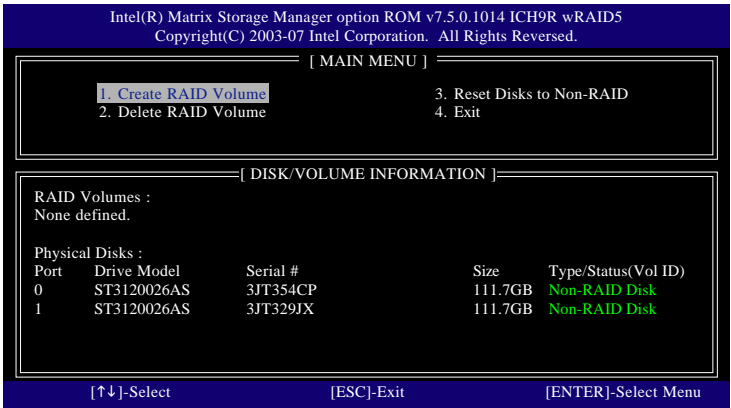 Intel(R) Matrix Storage Manager option ROM v7.5.0.1014 ICH9R wRAID5
Copyright(C) 2003-07 Intel Corporation. All Rights Reversed.
[ MAIN MENU ]
1. Create RAID Volume 3. Reset Disks to Non-RAID
2. Delete RAID Volume 4. Exit
[ DISK/VOLUME INFORMATION ]
RAID Volumes :
None defined.
Physical Disks :
Port Drive Model Serial # Size Type/Status(Vol ID)
0 ST3120026AS 3JT354CP 111.7GB Non-RAID Disk
1 ST3120026AS 3JT329JX 111.7GB Non-RAID Disk
[↑↓]-Select [ESC]-Exit [ENTER]-Select Menu